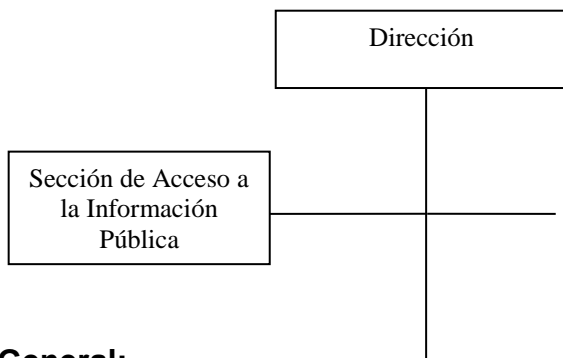 Dirección
Sección de Acceso a
la Información
Pública
General: